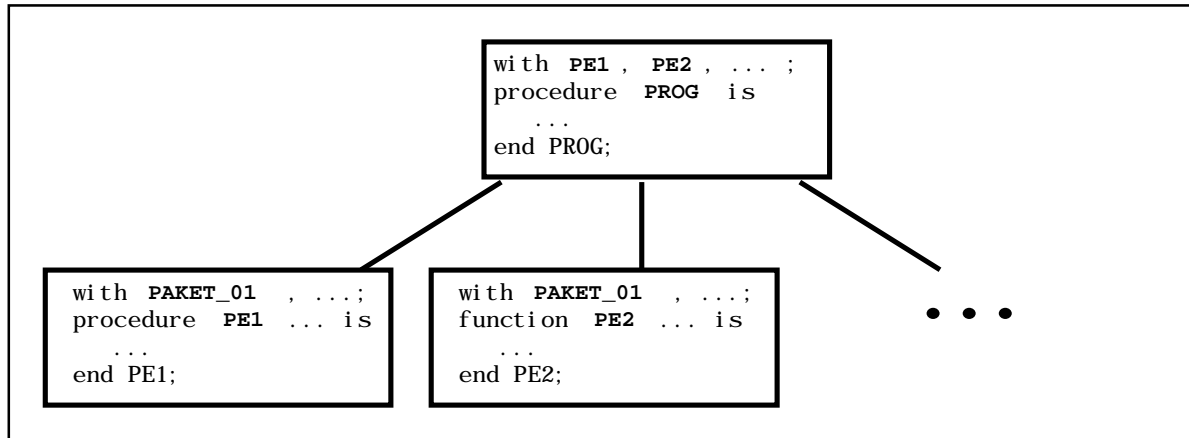 with PE1 , PE2 , ... ;
procedure PROG is
...
end PROG;
with PAKET_01 , ...;
procedure PE1 ... is
...
end PE1;
with PAKET_01 , ...;
function PE2 ... is
...
end PE2;
• • •